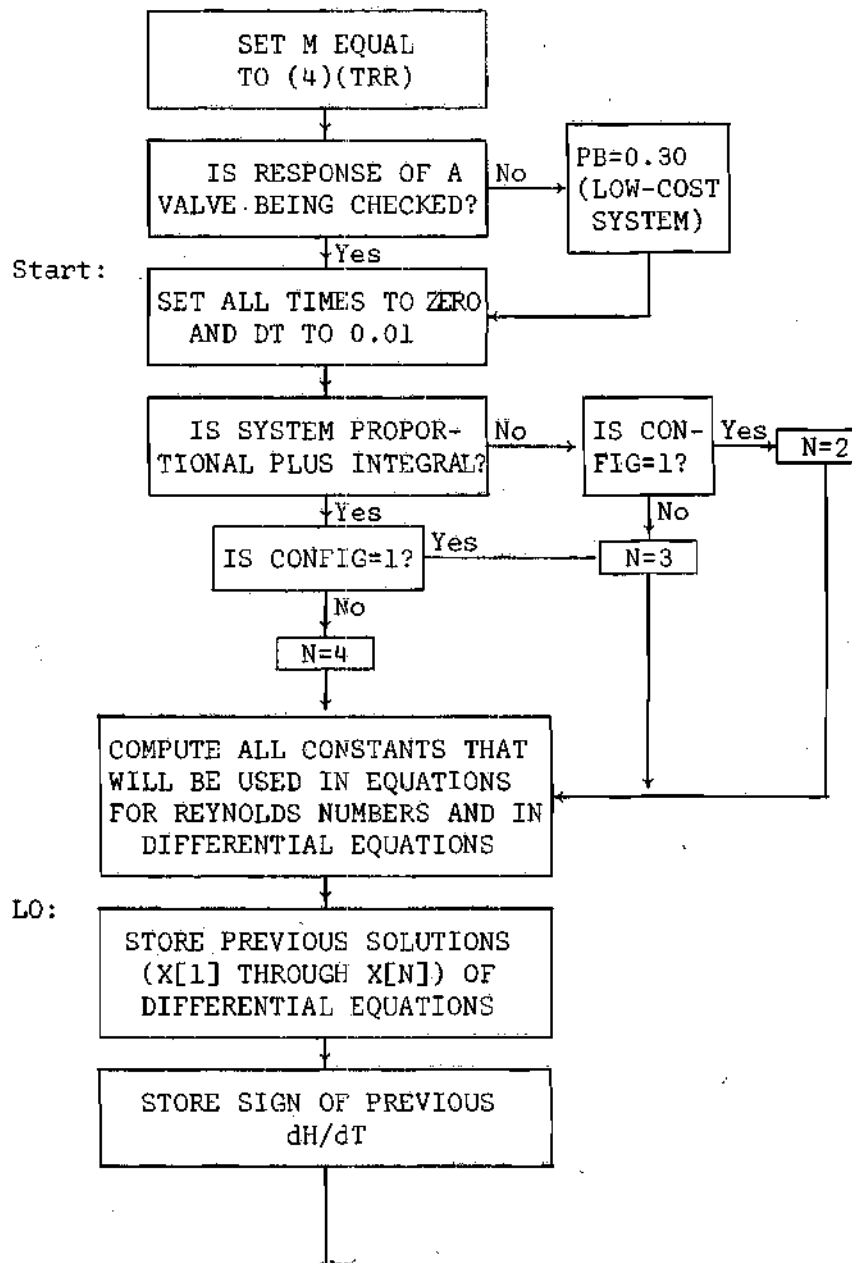 SET M EQUAL
TO (4)(TRR)
IS RESPONSE OF A
VALVE BEING CHECKED?
No
PB=0.30
(LOW-COST
SYSTEM)
Yes
Start:
SET ALL TIMES TO ZERO
AND DT TO 0.01
IS SYSTEM PROPOR-
TIONAL PLUS INTEGRAL?
No
IS CON-
FIG=1?
Yes
N=2
Yes
No
IS CONFIG=1?
Yes
N=3
No
N=4
COMPUTE ALL CONSTANTS THAT
WILL BE USED IN EQUATIONS
FOR REYNOLDS NUMBERS AND IN
DIFFERENTIAL EQUATIONS
LO:
STORE PREVIOUS SOLUTIONS
(X[1] THROUGH X[N]) OF
DIFFERENTIAL EQUATIONS
STORE SIGN OF PREVIOUS
dH/dT